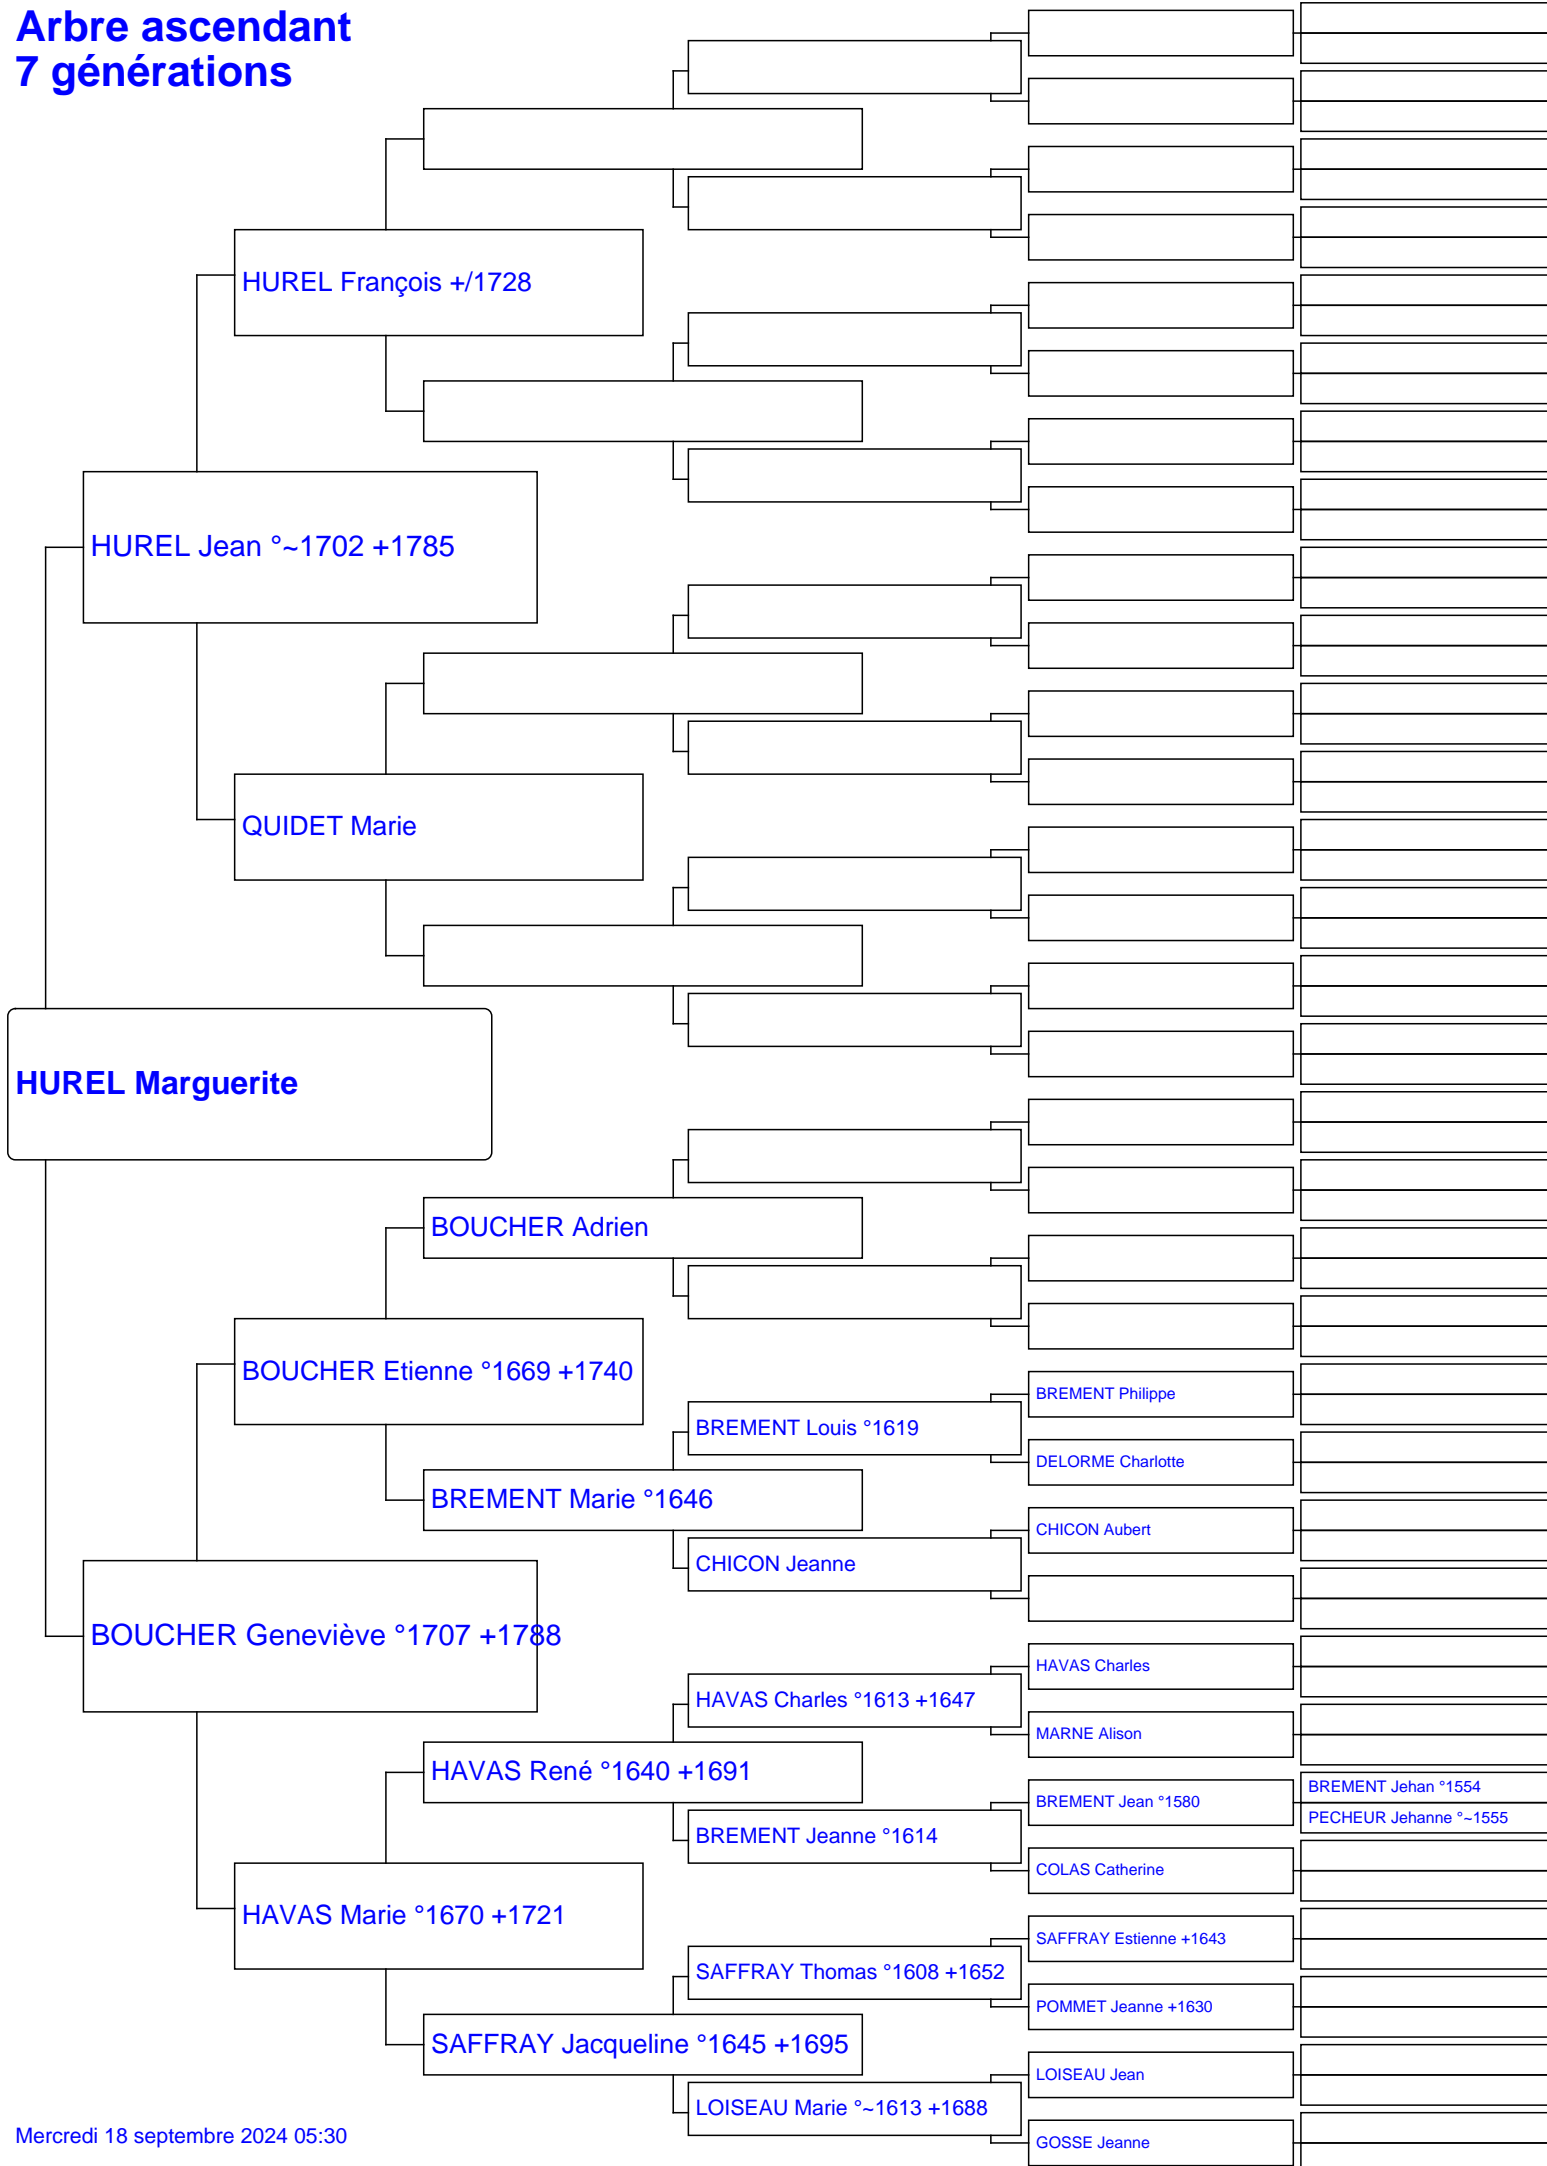 Arbre ascendant
7 générations
HUREL François +/1728
HUREL Jean °~1702 +1785
QUIDET Marie
HUREL Marguerite
BOUCHER Adrien
BOUCHER Etienne °1669 +1740
BREMENT Philippe
BREMENT Louis °1619
DELORME Charlotte
BREMENT Marie °1646
CHICON Aubert
CHICON Jeanne
BOUCHER Geneviève °1707 +1788
HAVAS Charles
HAVAS Charles °1613 +1647
MARNE Alison
HAVAS René °1640 +1691
BREMENT Jehan °1554
BREMENT Jean °1580
PECHEUR Jehanne °~1555
BREMENT Jeanne °1614
COLAS Catherine
HAVAS Marie °1670 +1721
SAFFRAY Estienne +1643
SAFFRAY Thomas °1608 +1652
POMMET Jeanne +1630
SAFFRAY Jacqueline °1645 +1695
LOISEAU Jean
LOISEAU Marie °~1613 +1688
GOSSE Jeanne
Mercredi 18 septembre 2024 05:30